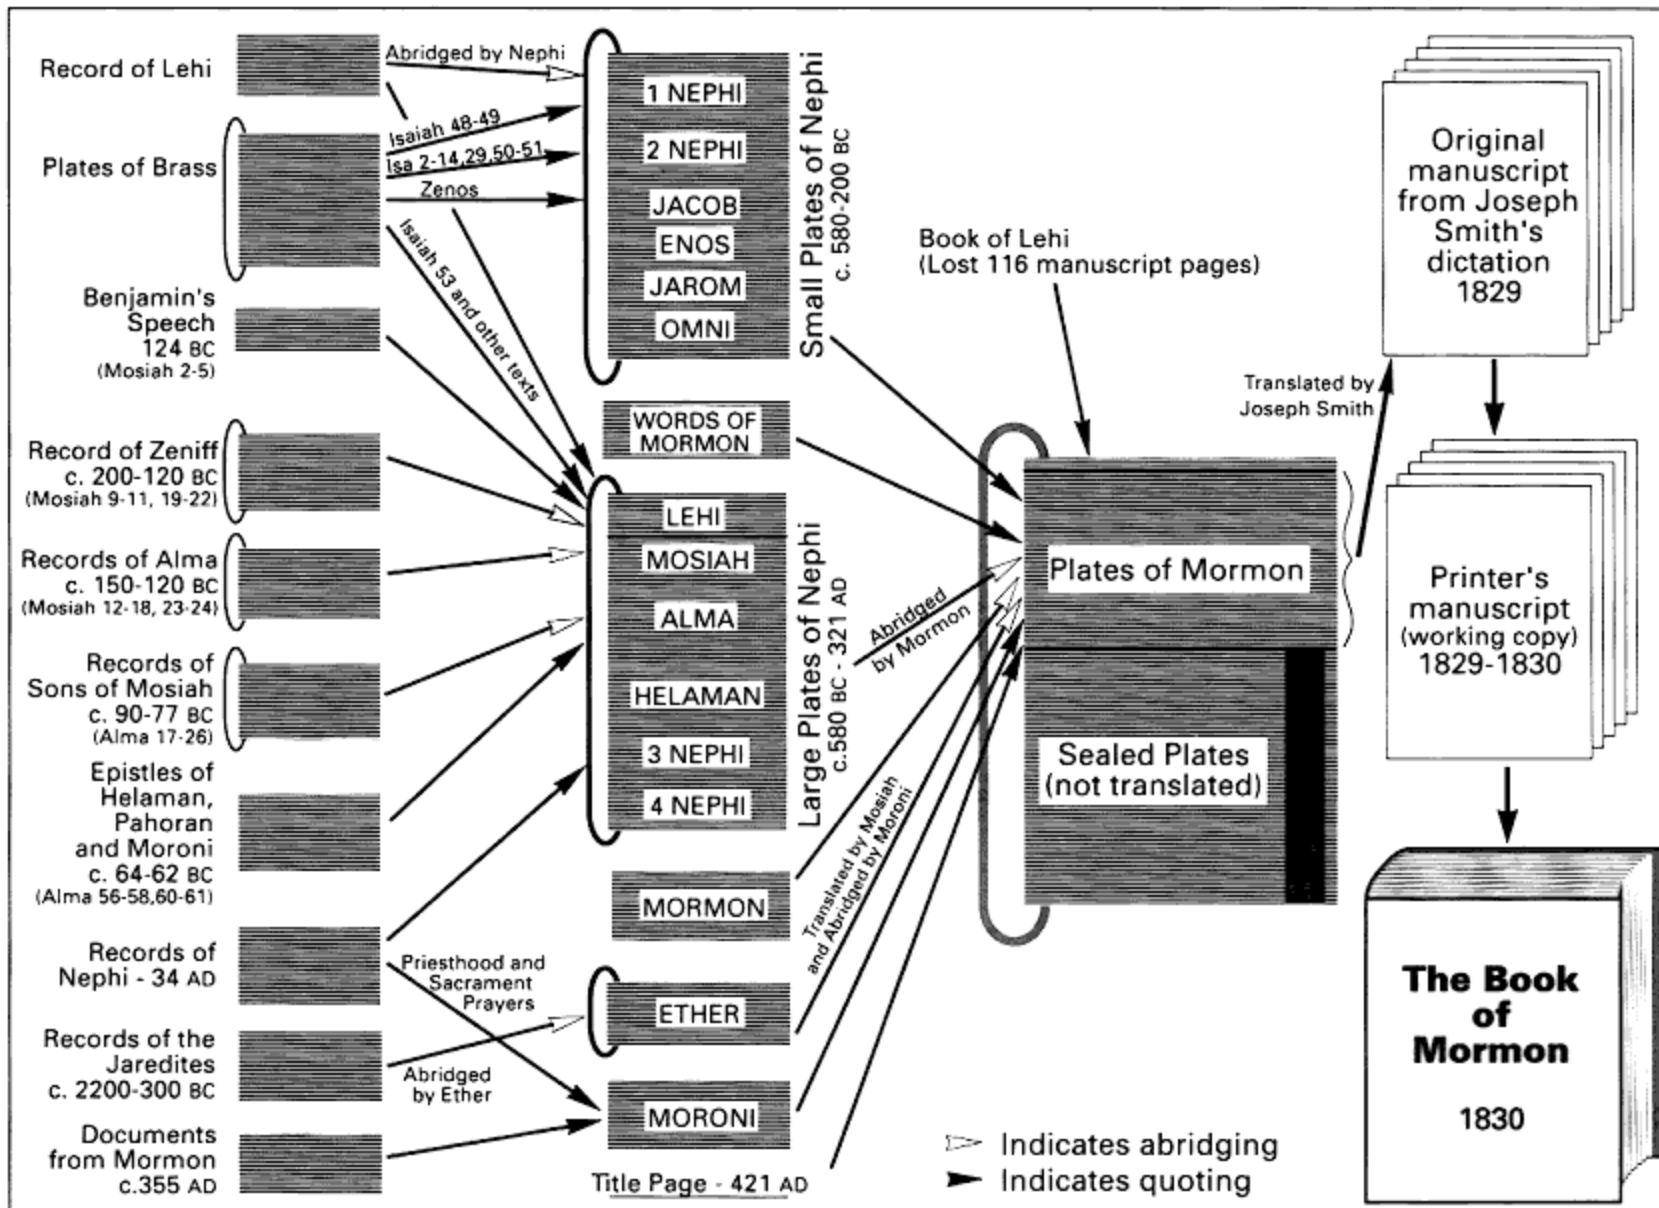 Record of Lehi
Plates of Brass
Benjamin's
Speech
124 BC
(Mosiah 2-5)
Record of Zeniff
c. 200-120 BC
(Mosiah 9-11, 19-22)
Records of Alma
c. 150-120 BC
(Mosiah 12-18, 23-24)
Records of
Sons of Mosiah
c. 90-77 BC
(Alma 17-26)
Epistles of
Helaman,
Pahoran
and Moroni
c. 64-62 BC
(Alma 56-58,60-61)
Records of
Nephi - 34 AD
Records of the
Jaredites
c. 2200-300 BC
Documents
from Mormon
c.355 AD
Abridged by Nephi
Isaiah 48-49
Isa 2-14,29,50-51
Zenos
Isaiah 53 and other texts
Priesthood and
Sacrament
Prayers
Abridged
by Ether
1 NEPHI
2 NEPHI
JACOB
ENOS
JAROM
OMNI
Small Plates of Nephi
c. 580-200 BC
WORDS OF
MORMON
LEHI
MOSIAH
ALMA
HELAMAN
3 NEPHI
4 NEPHI
Large Plates of Nephi
c.580 BC - 321 AD
MORMON
ETHER
MORONI
Title Page - 421 AD
Book of Lehi
(Lost 116 manuscript pages)
Abridged
by Mormon
Translated by Mosiah
and Abridged by Moroni
Plates of Mormon
Sealed Plates
(not translated)
Translated by
Joseph Smith
Indicates abridging
Indicates quoting
Original
manuscript
from Joseph
Smith's
dictation
1829
Printer's
manuscript
(working copy)
1829-1830
The Book
of
Mormon
1830